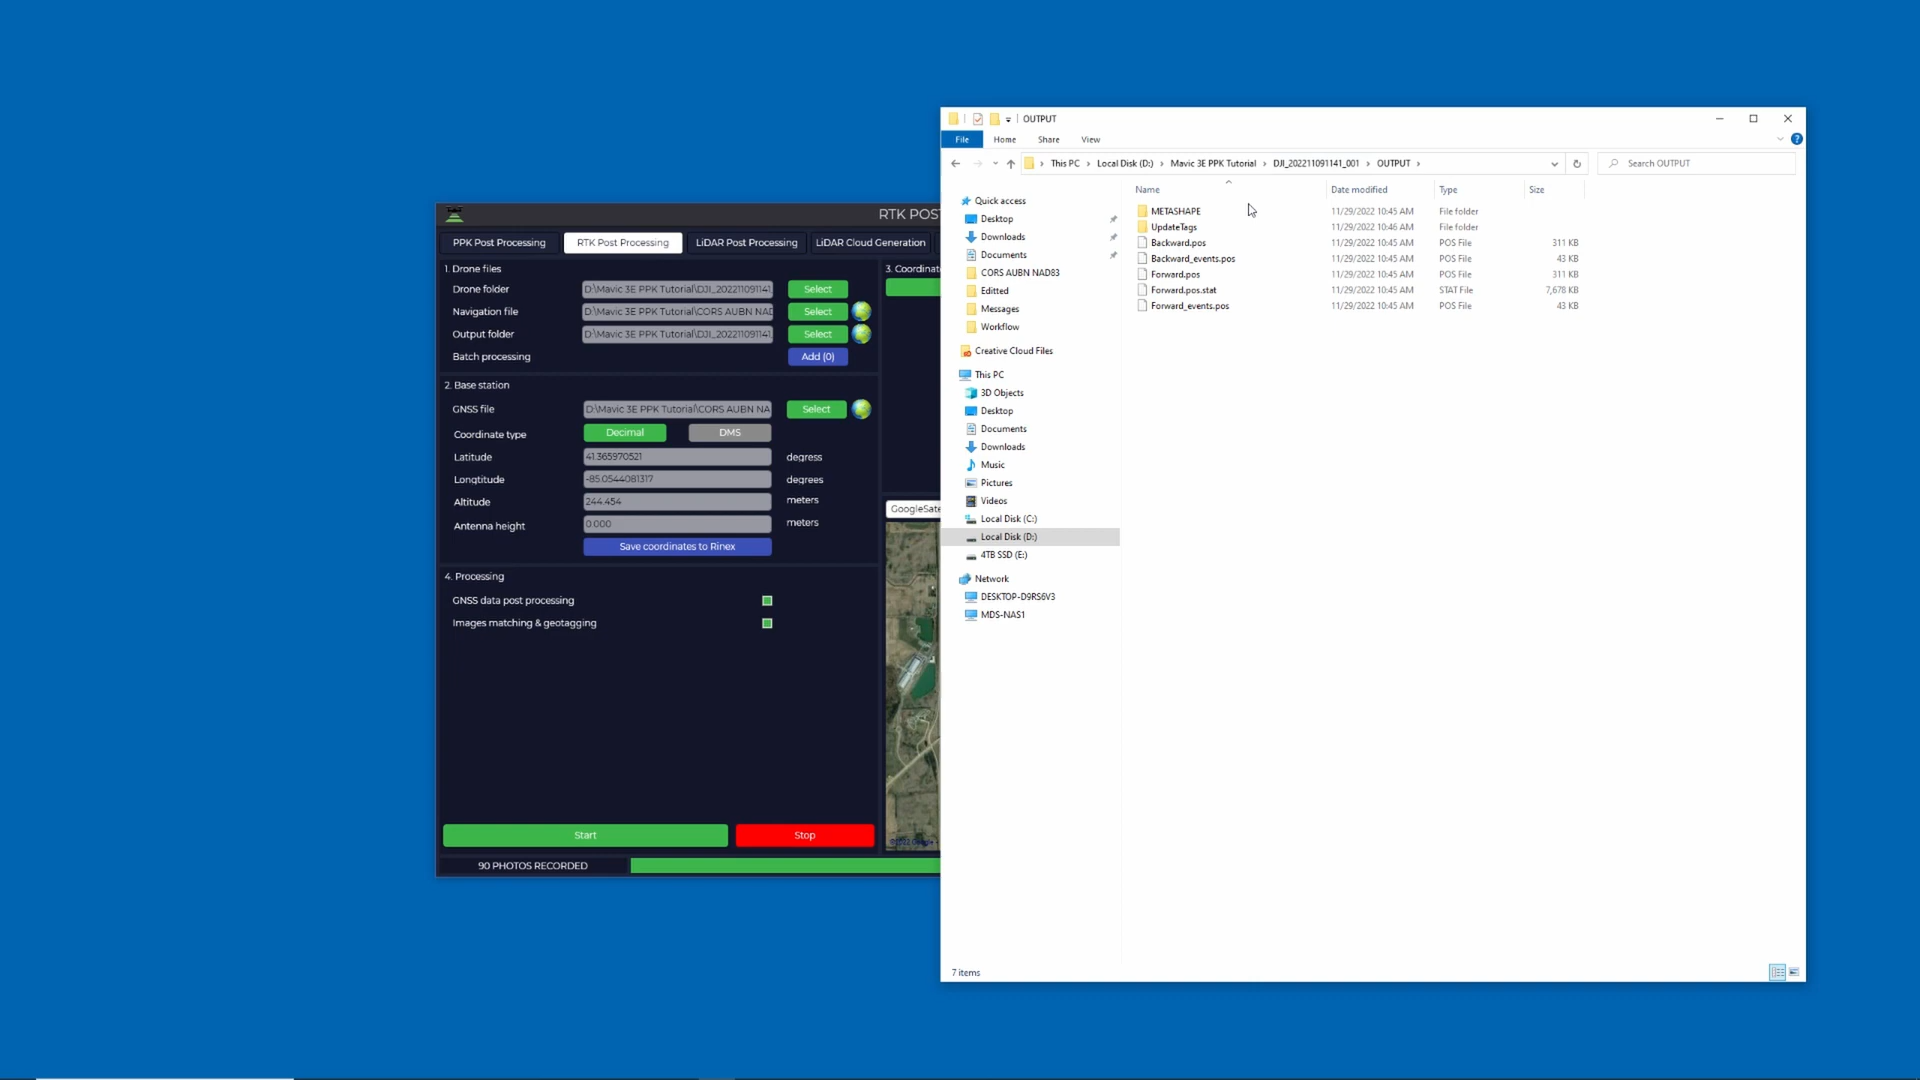 OUTPUT
File Home Share View
This PC Local Disk (D:) Mavic 3E PPK Tutorial DJI_202211091141_001 OUTPUT
Search OUTPUT
Name Date modified Type Size
METASHAPE 11/29/2022 10:45 AM File folder
UpdateTags 11/29/2022 10:46 AM File folder
Backward.pos 11/29/2022 10:45 AM POS File 311 KB
Backward_events.pos 11/29/2022 10:45 AM POS File 43 KB
Forward.pos 11/29/2022 10:45 AM POS File 311 KB
Forward.pos.stat 11/29/2022 10:45 AM STAT File 7,678 KB
Forward_events.pos 11/29/2022 10:45 AM POS File 43 KB
Quick access
Desktop
Downloads
Documents
CORS AUBN NAD83
Editted
Messages
Workflow
Creative Cloud Files
This PC
3D Objects
Desktop
Documents
Downloads
Music
Pictures
Videos
Local Disk (C:)
Local Disk (D:)
4TB SSD (E:)
Network
DESKTOP-D9RS6V3
MDS-NAS1
7 items
RTK POST
PPK Post Processing RTK Post Processing LiDAR Post Processing LiDAR Cloud Generation
1. Drone files
Drone folder D:\Mavic 3E PPK Tutorial\DJI_202211091141 Select
Navigation file D:\Mavic 3E PPK Tutorial\CORS AUBN NAD Select
Output folder D:\Mavic 3E PPK Tutorial\DJI_202211091141 Select
Batch processing Add (0)
2. Base station
GNSS file D:\Mavic 3E PPK Tutorial\CORS AUBN NA Select
Coordinate type Decimal DMS
Latitude 41.365970521 degress
Longtitude -85.0544081317 degrees
Altitude 244.454 meters
Antenna height 0.000 meters
Save coordinates to Rinex
4. Processing
GNSS data post processing
Images matching & geotagging
Start Stop
90 PHOTOS RECORDED
3. Coordinat
GoogleSate